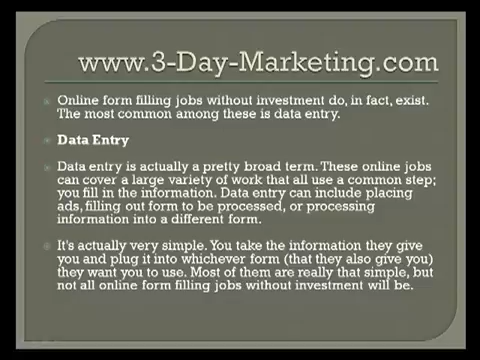 www.3-Day-Marketing.com
Online form filling jobs without investment do, in fact, exist.
The most common among these is data entry.
Data Entry
Data entry is actually a pretty broad term. These online jobs
can cover a large variety of work that all use a common step;
you fill in the information. Data entry can include placing
ads, filling out form to be processed, or processing
information into a different form.
It's actually very simple. You take the information they give
you and plug it into whichever form (that they also give you)
they want you to use. Most of them are really that simple, but
not all online form filling jobs without investment will be.